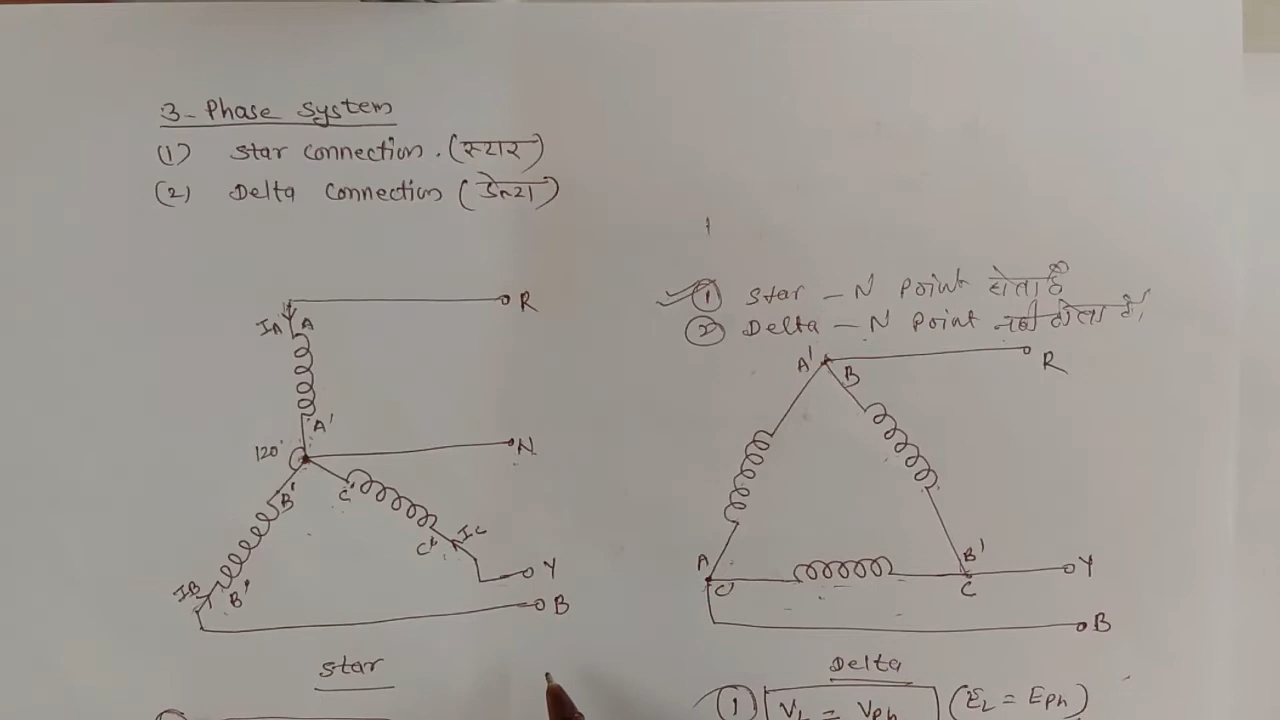 3-Phase System
(1) Star Connection. (स्टार)
(2) Delta Connection (डेल्टा)
① Star - N Point होता है
② Delta - N Point नही होता है,
IA A
R
A'
120°
N
B'
C'
C'
IC
IB
B'
Y
B
A'
B
R
A
C'
B'
C
Y
B
Star
Delta
① VL = VPh (EL = EPh)